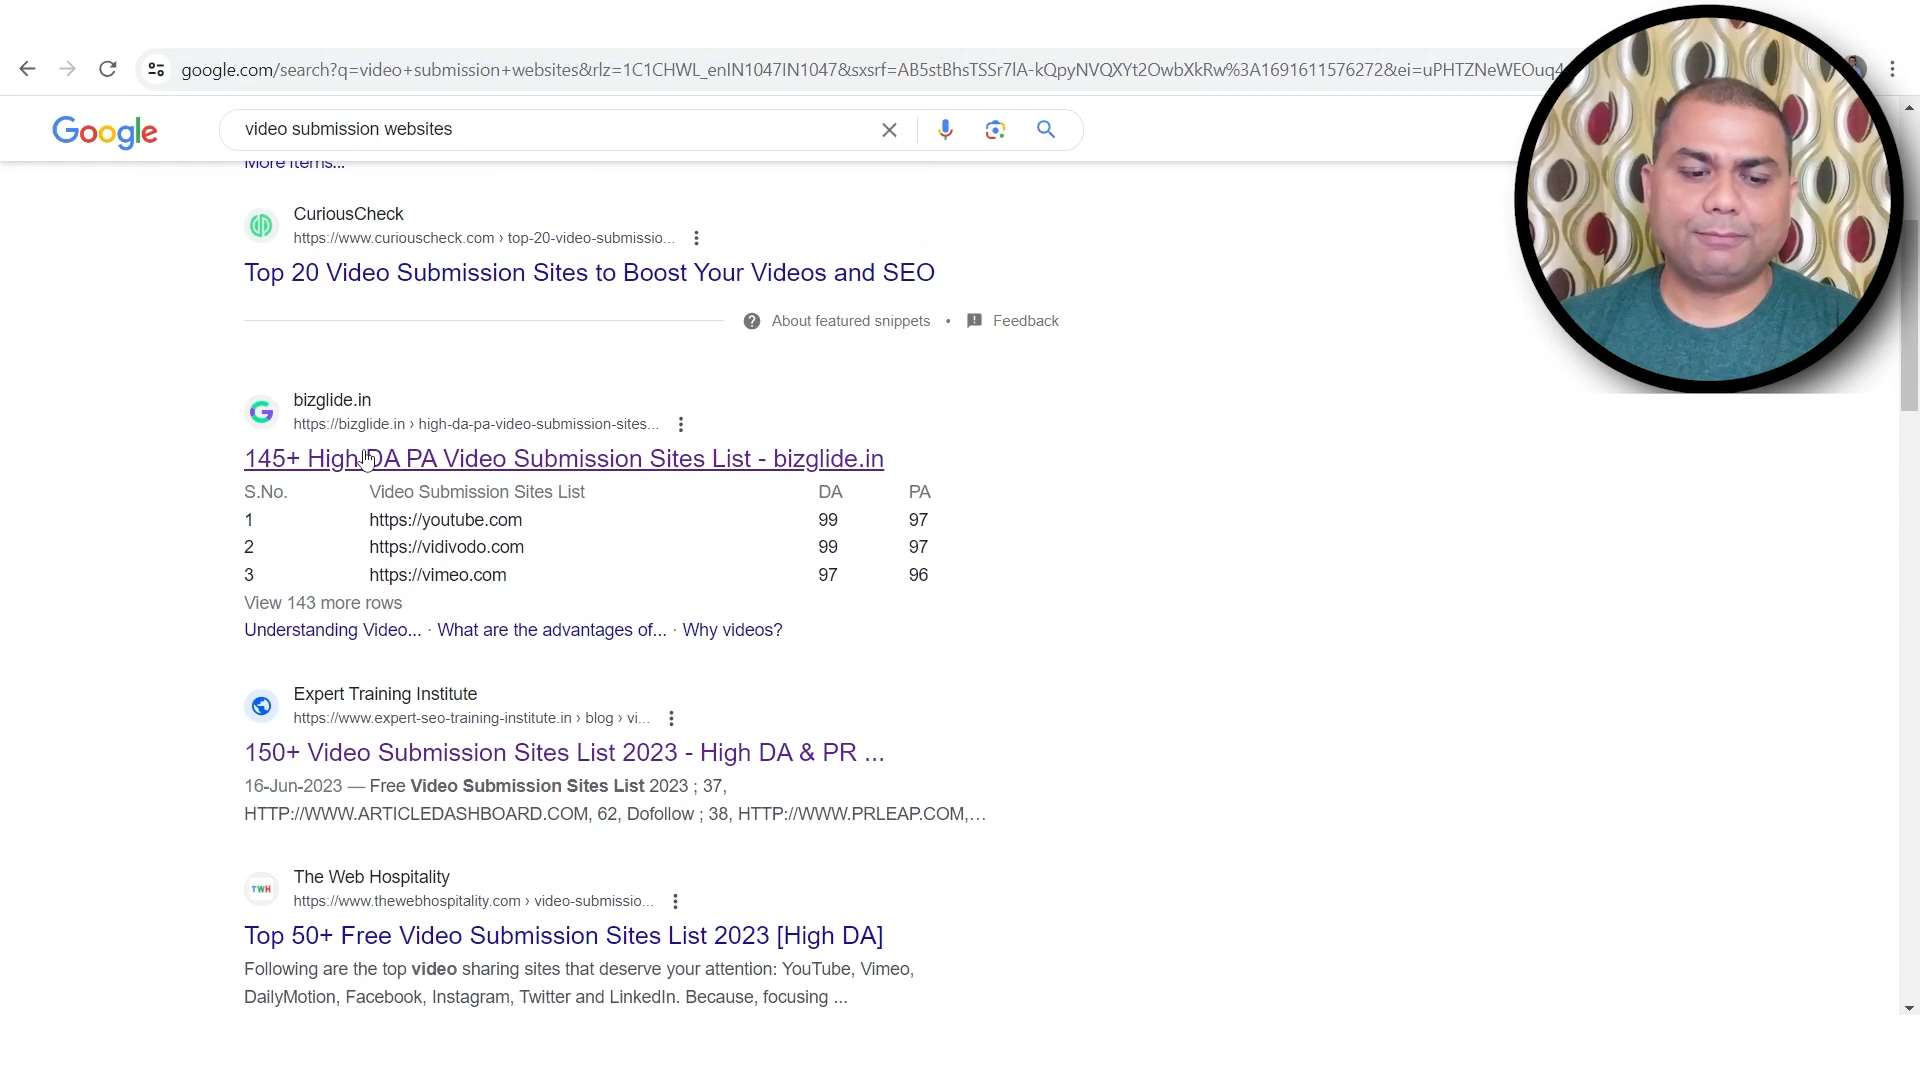 google.com/search?q=video+submission+websites&rlz=1C1CHWL_enIN1047IN1047&sxsrf=AB5stBhsTSSr7lA-kQpyNVQXYt2OwbXkRw%3A1691611576272&ei=uPHTZNeWEOuq4
Google
video submission websites
More items...
CuriousCheck
https://www.curiouscheck.com › top-20-video-submissio...
Top 20 Video Submission Sites to Boost Your Videos and SEO
About featured snippets • Feedback
bizglide.in
https://bizglide.in › high-da-pa-video-submission-sites...
145+ High DA PA Video Submission Sites List - bizglide.in
S.No. Video Submission Sites List DA PA
1 https://youtube.com 99 97
2 https://vidivodo.com 99 97
3 https://vimeo.com 97 96
View 143 more rows
Understanding Video... · What are the advantages of... · Why videos?
Expert Training Institute
https://www.expert-seo-training-institute.in › blog › vi...
150+ Video Submission Sites List 2023 - High DA & PR ...
16-Jun-2023 — Free Video Submission Sites List 2023 ; 37,
HTTP://WWW.ARTICLEDASHBOARD.COM, 62, Dofollow ; 38, HTTP://WWW.PRLEAP.COM,...
TWH
The Web Hospitality
https://www.thewebhospitality.com › video-submissio...
Top 50+ Free Video Submission Sites List 2023 [High DA]
Following are the top video sharing sites that deserve your attention: YouTube, Vimeo,
DailyMotion, Facebook, Instagram, Twitter and LinkedIn. Because, focusing ...